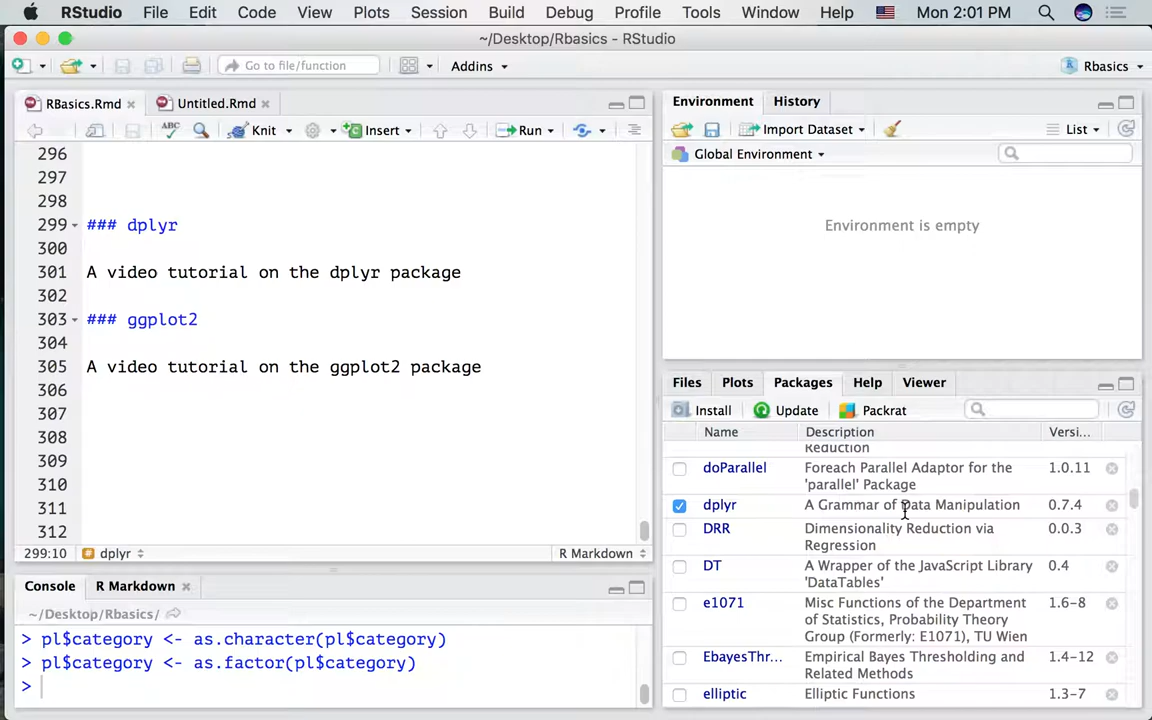 RStudio File Edit Code View Plots Session Build Debug Profile Tools Window Help Mon 2:01 PM
~/Desktop/Rbasics - RStudio
Go to file/function Addins Rbasics
RBasics.Rmd Untitled.Rmd
ABC Knit Insert Run
296
297
298
299 ### dplyr
300
301 A video tutorial on the dplyr package
302
303 ### ggplot2
304
305 A video tutorial on the ggplot2 package
306
307
308
309
310
311
312
299:10 # dplyr R Markdown
Console R Markdown
~/Desktop/Rbasics/
> pl$category <- as.character(pl$category)
> pl$category <- as.factor(pl$category)
>
Environment History
Import Dataset List
Global Environment
Environment is empty
Files Plots Packages Help Viewer
Install Update Packrat
Name Description Versi...
Reduction
doParallel Foreach Parallel Adaptor for the 1.0.11
'parallel' Package
dplyr A Grammar of Data Manipulation 0.7.4
DRR Dimensionality Reduction via 0.0.3
Regression
DT A Wrapper of the JavaScript Library 0.4
'DataTables'
e1071 Misc Functions of the Department 1.6-8
of Statistics, Probability Theory
Group (Formerly: E1071), TU Wien
EbayesThr... Empirical Bayes Thresholding and 1.4-12
Related Methods
elliptic Elliptic Functions 1.3-7